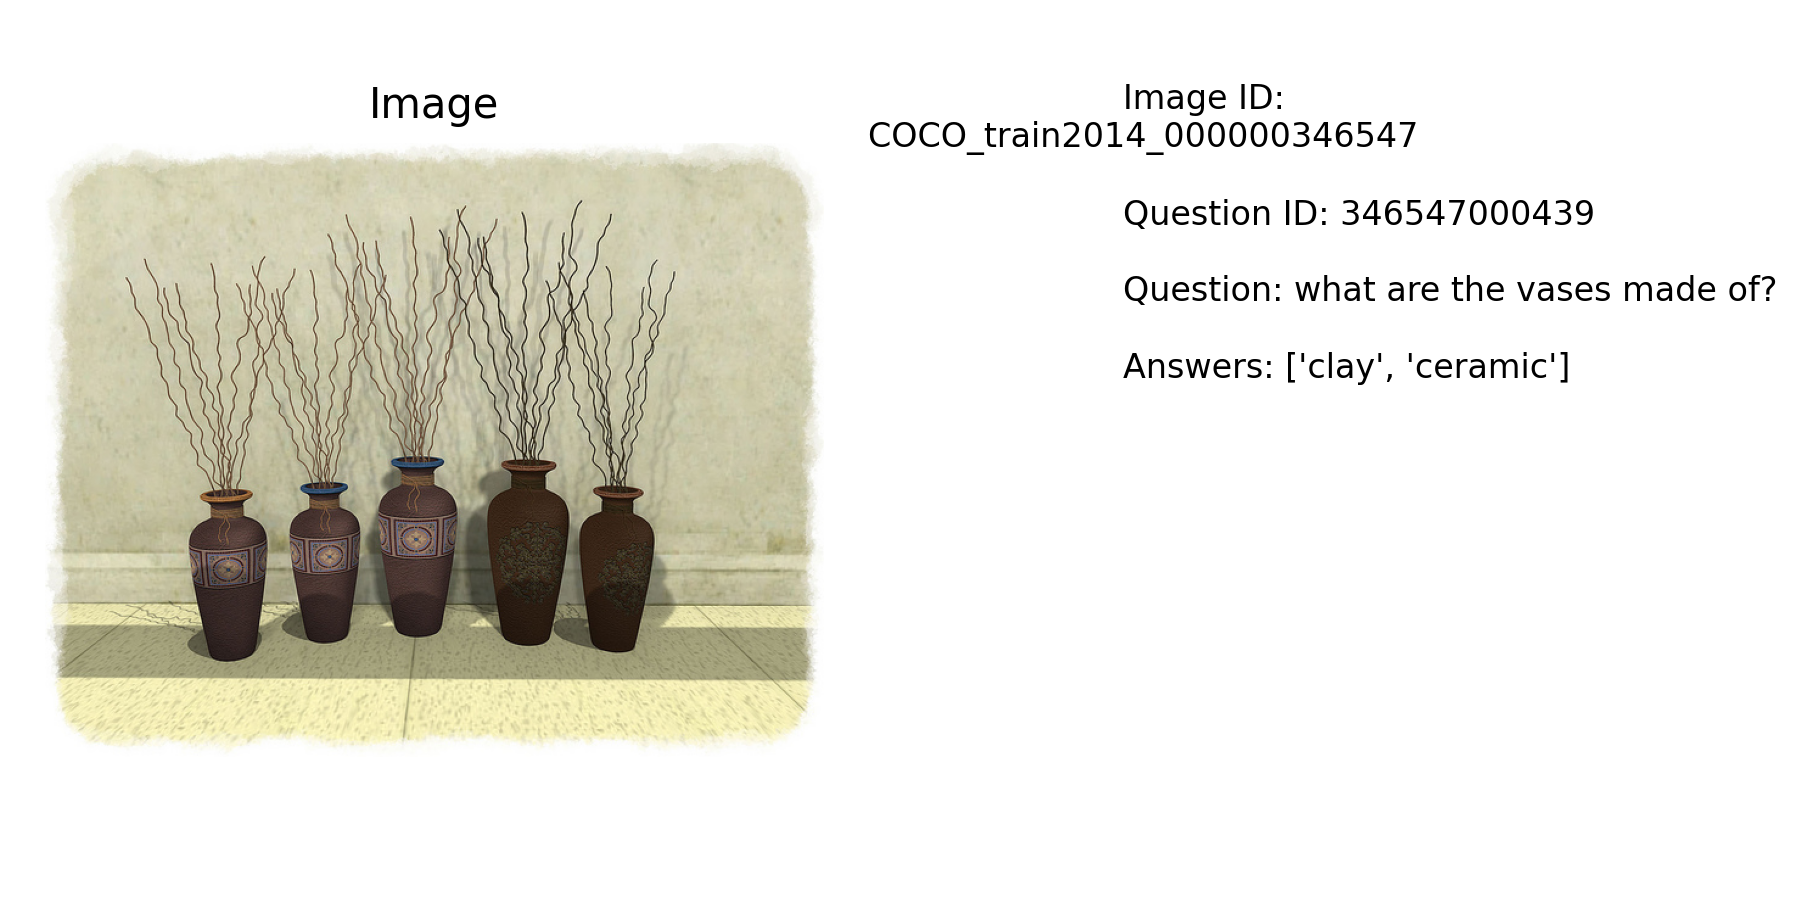 Image
Image ID:
COCO_train2014_000000346547
Question ID: 346547000439
Question: what are the vases made of?
Answers: ['clay', 'ceramic']